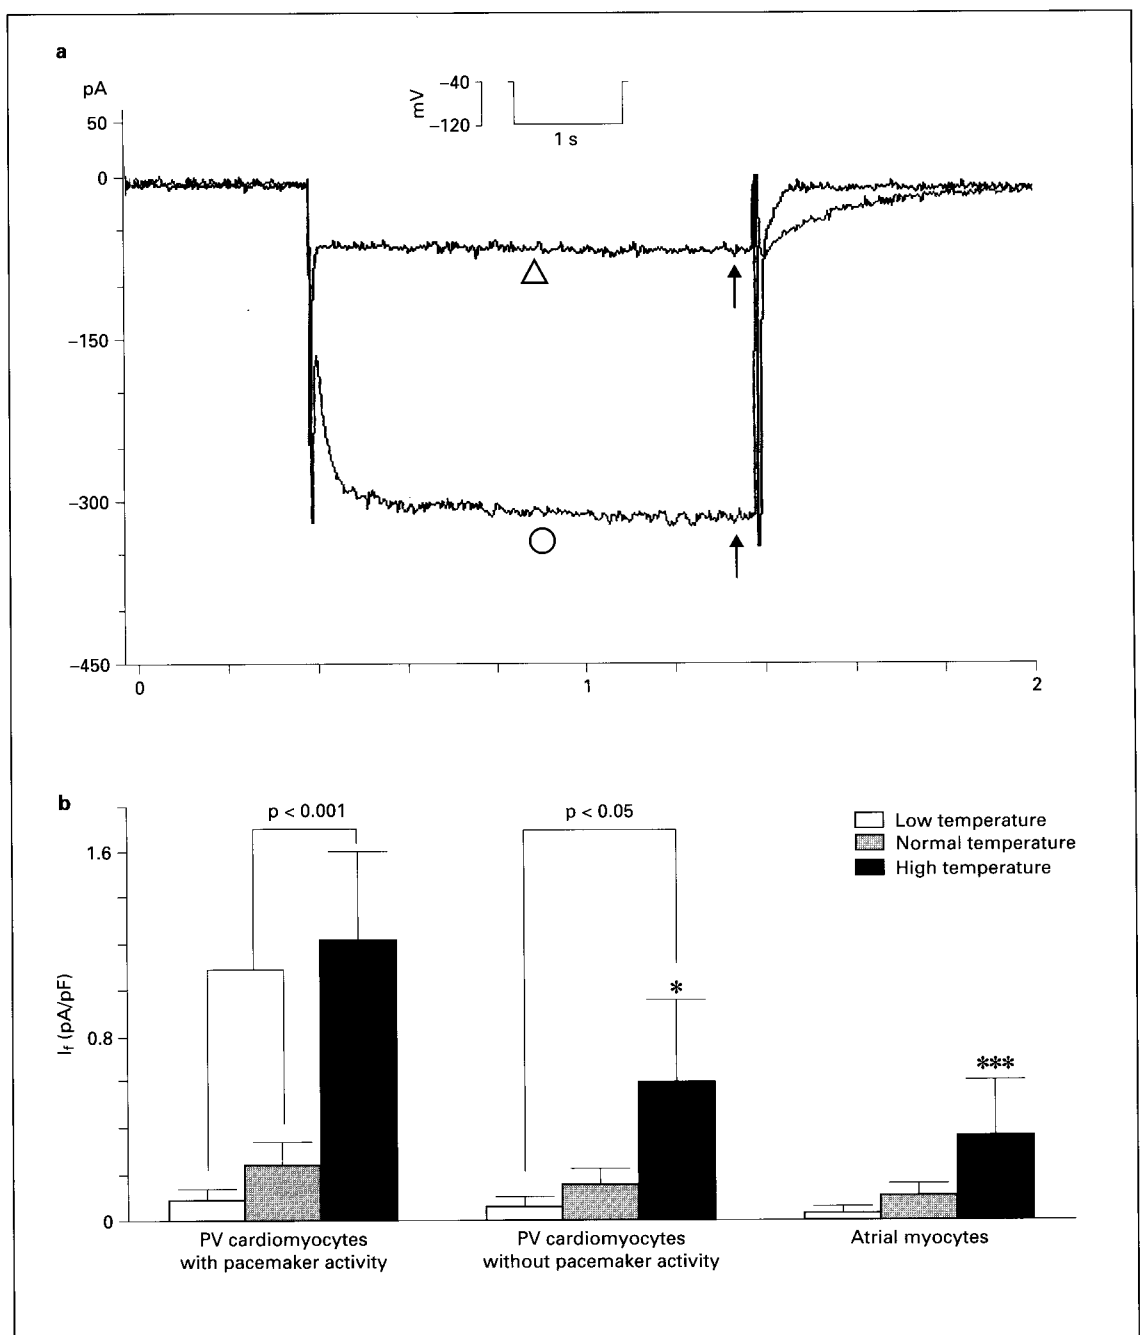 a
pA
50
0
−150
−300
−450
mV
−40
−120
1 s
0
1
2
b
p < 0.001
p < 0.05
Low temperature
Normal temperature
High temperature
1.6
0.8
0
If (pA/pF)
*
***
PV cardiomyocytes
with pacemaker activity
PV cardiomyocytes
without pacemaker activity
Atrial myocytes